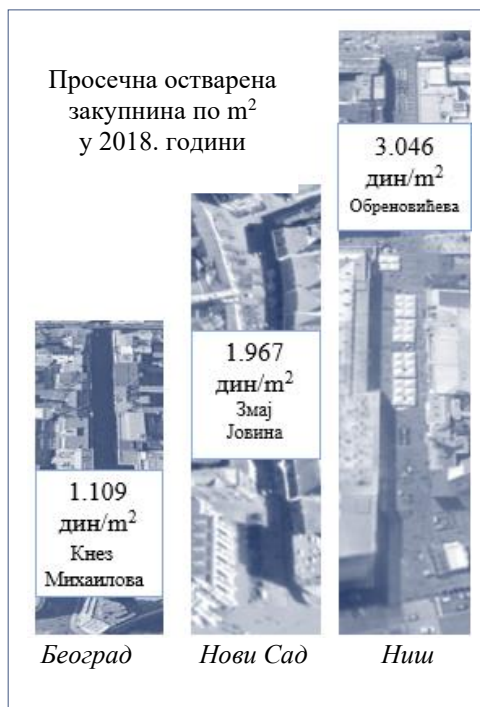 Просечна остварена
закупнина по m²
у 2018. години
3.046
дин/m²
Обреновићева
1.967
дин/m²
Змај
Јовина
1.109
дин/m²
Кнез
Михаилова
Београд
Нови Сад
Ниш